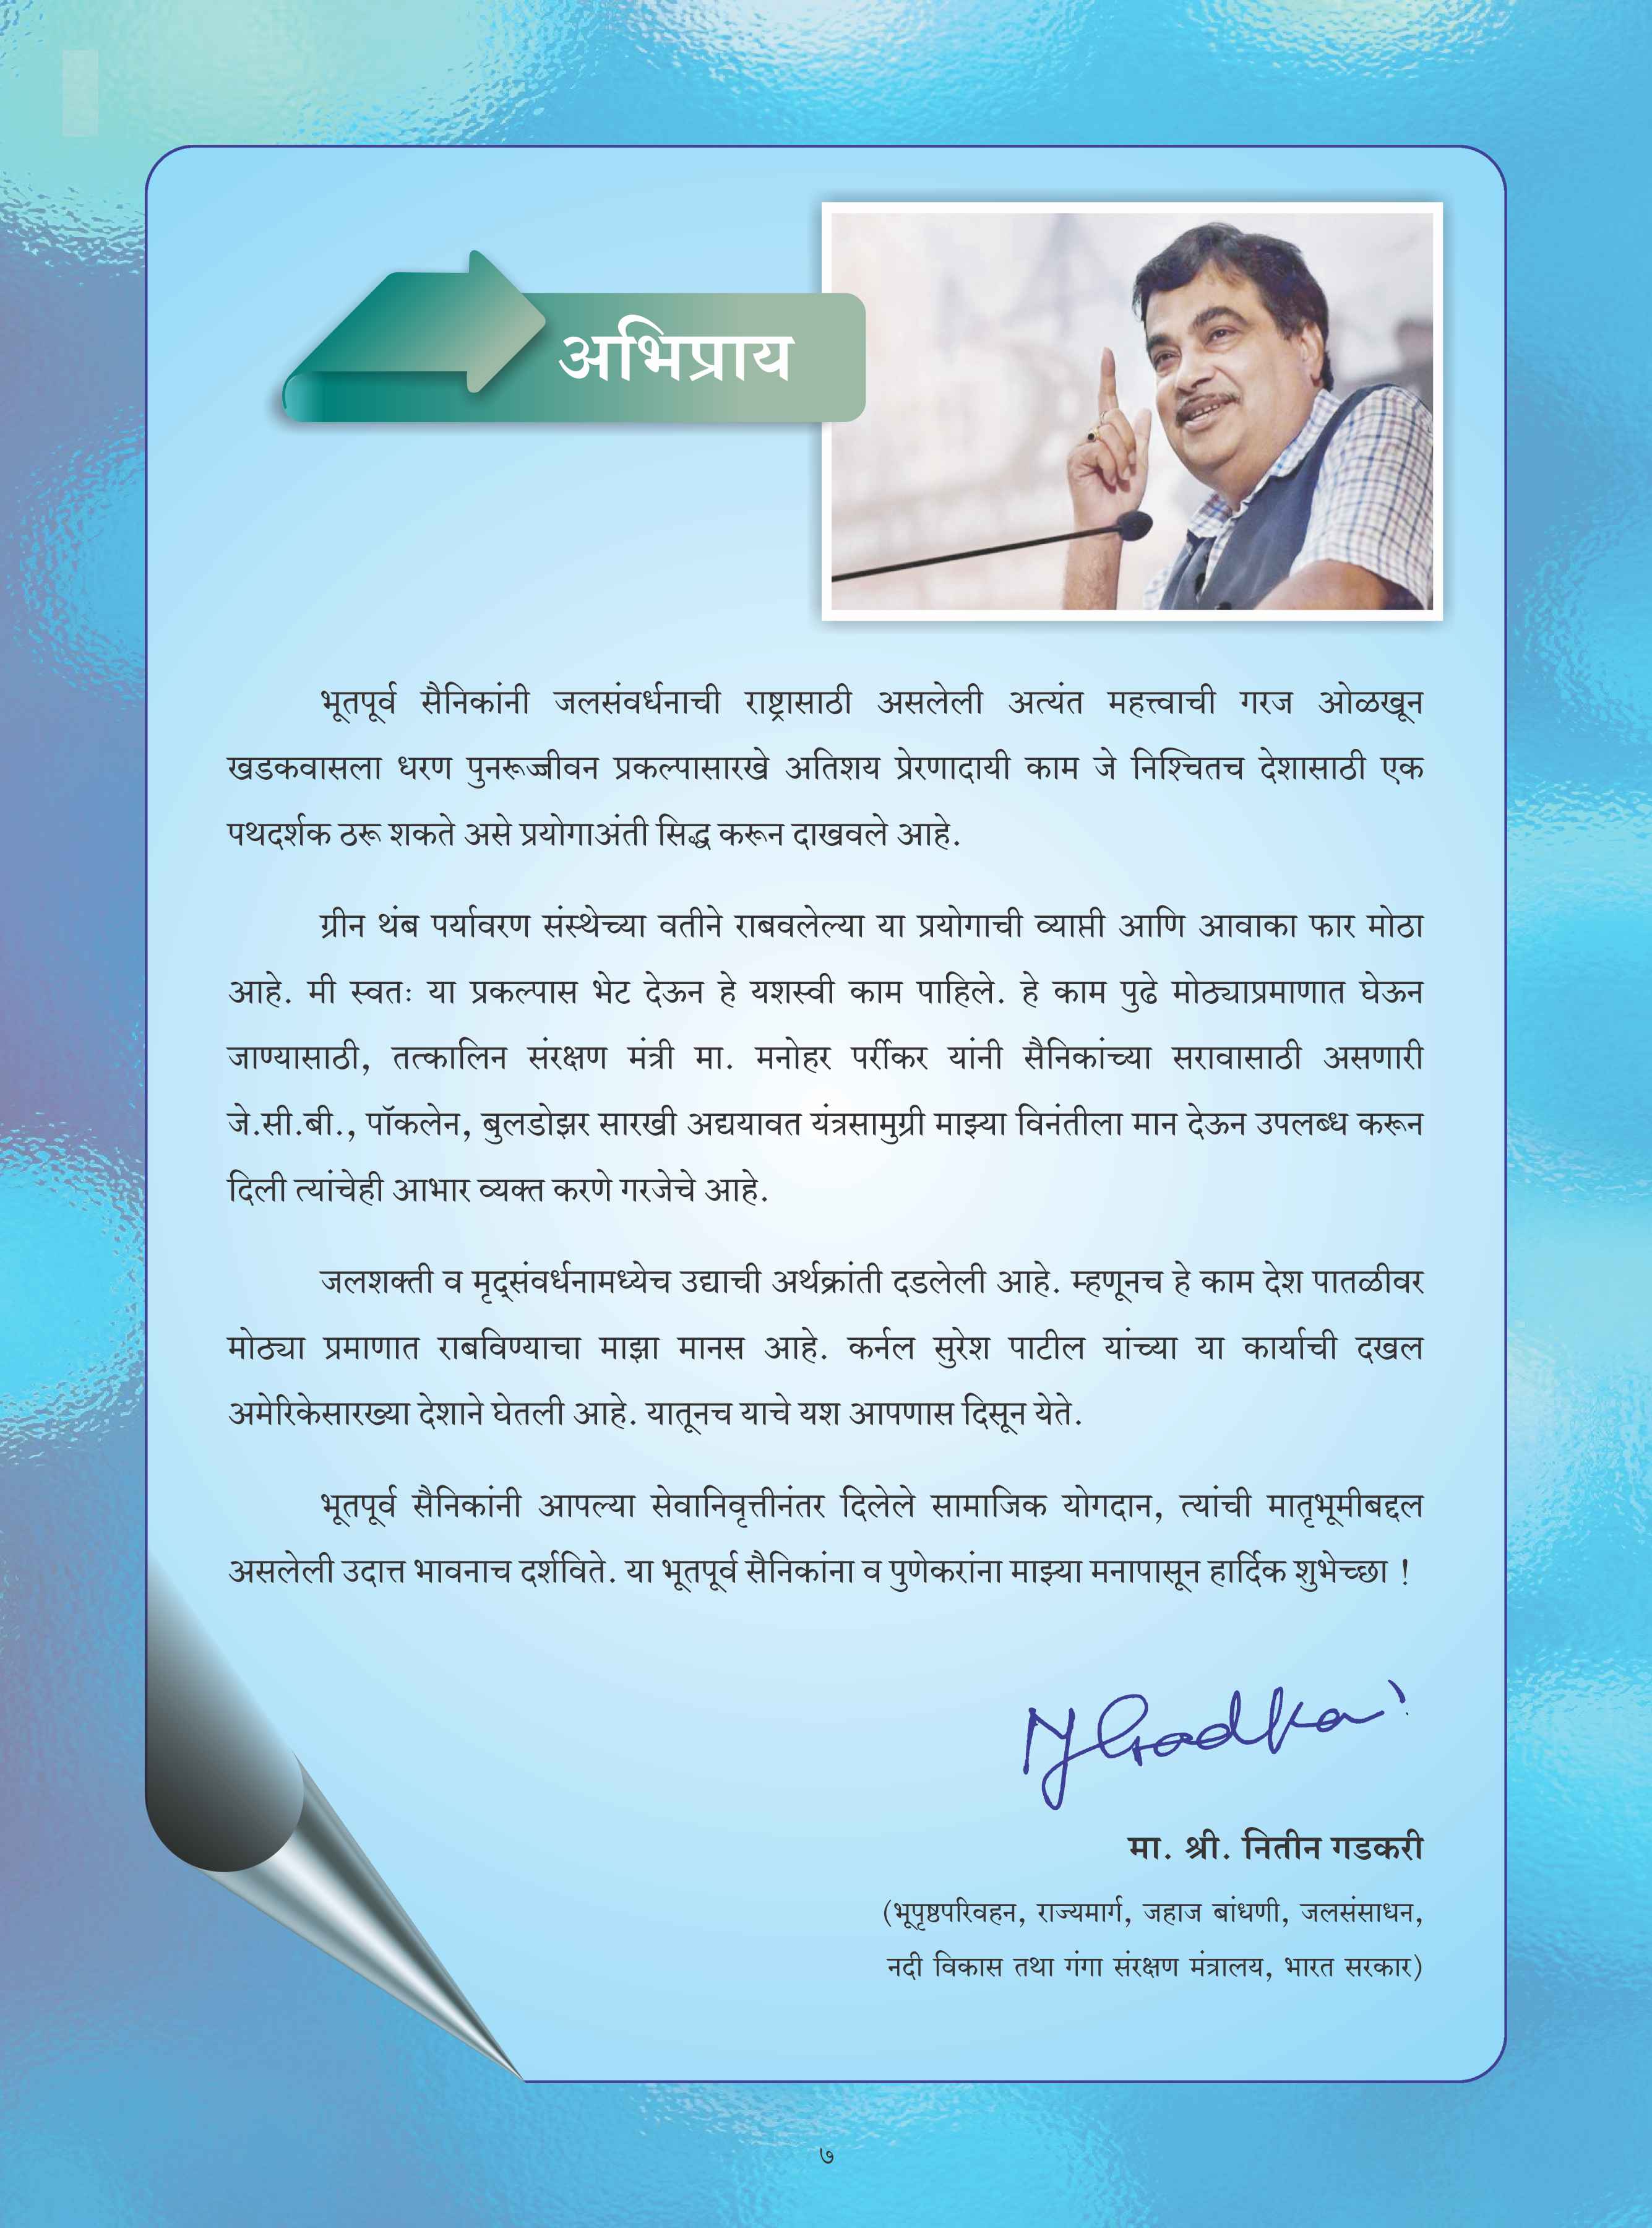 अभिप्राय
भूतपूर्व सैनिकांनी जलसंवर्धनाची राष्ट्रासाठी असलेली अत्यंत महत्त्वाची गरज ओळखून
खडकवासला धरण पुनरूज्जीवन प्रकल्पासारखे अतिशय प्रेरणादायी काम जे निश्चितच देशासाठी एक
पथदर्शक ठरू शकते असे प्रयोगाअंती सिद्ध करून दाखवले आहे.
ग्रीन थंब पर्यावरण संस्थेच्या वतीने राबवलेल्या या प्रयोगाची व्याप्ती आणि आवाका फार मोठा
आहे. मी स्वतः या प्रकल्पास भेट देऊन हे यशस्वी काम पाहिले. हे काम पुढे मोठ्याप्रमाणात घेऊन
जाण्यासाठी, तत्कालिन संरक्षण मंत्री मा. मनोहर पर्रीकर यांनी सैनिकांच्या सरावासाठी असणारी
जे.सी.बी., पॉकलेन, बुलडोझर सारखी अद्ययावत यंत्रसामुग्री माझ्या विनंतीला मान देऊन उपलब्ध करून
दिली त्यांचेही आभार व्यक्त करणे गरजेचे आहे.
जलशक्ती व मृद्संवर्धनामध्येच उद्याची अर्थक्रांती दडलेली आहे. म्हणूनच हे काम देश पातळीवर
मोठ्या प्रमाणात राबविण्याचा माझा मानस आहे. कर्नल सुरेश पाटील यांच्या या कार्याची दखल
अमेरिकेसारख्या देशाने घेतली आहे. यातूनच याचे यश आपणास दिसून येते.
भूतपूर्व सैनिकांनी आपल्या सेवानिवृत्तीनंतर दिलेले सामाजिक योगदान, त्यांची मातृभूमीबद्दल
असलेली उदात्त भावनाच दर्शविते. या भूतपूर्व सैनिकांना व पुणेकरांना माझ्या मनापासून हार्दिक शुभेच्छा !
मा. श्री. नितीन गडकरी
(भूपृष्ठपरिवहन, राज्यमार्ग, जहाज बांधणी, जलसंसाधन,
नदी विकास तथा गंगा संरक्षण मंत्रालय, भारत सरकार)
७